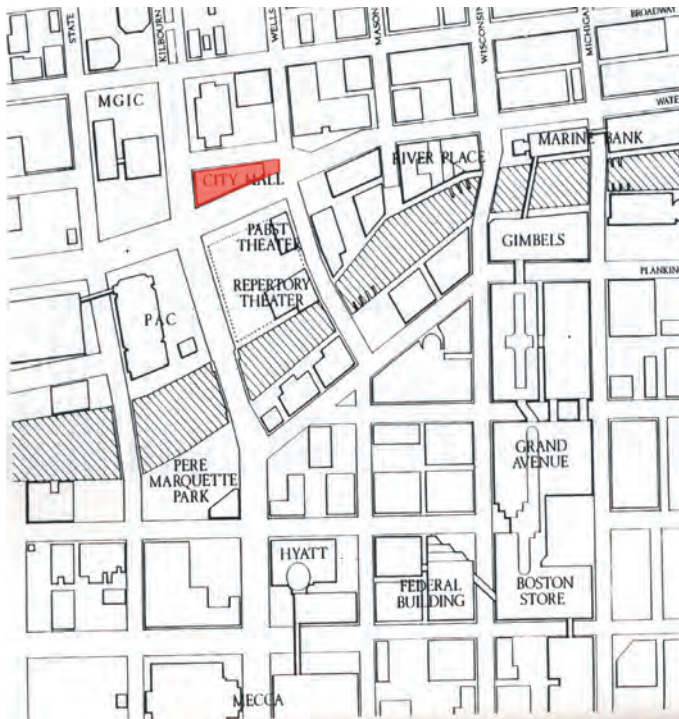 STATE
KILBOURN
WELLS
MASON
WISCONSIN
MICHIGAN
BROADWAY
WATE
MGIC
CITY HALL
RIVER PLACE
MARINE BANK
PABST
THEATER
GIMBELS
REPERTORY
THEATER
PLANKING
PAC
GRAND
AVENUE
PERE
MARQUETTE
PARK
HYATT
FEDERAL
BUILDING
BOSTON
STORE
MECCA